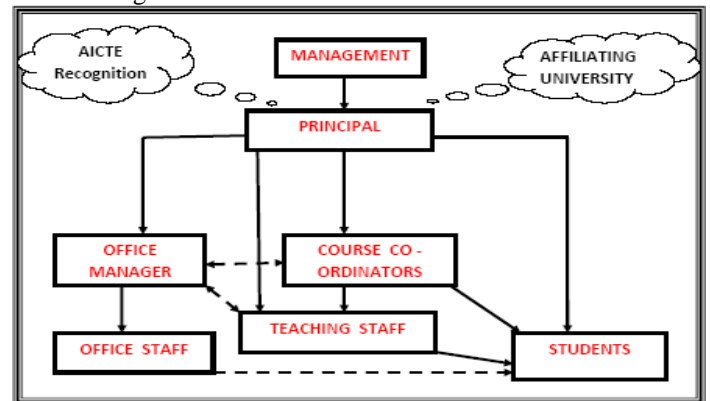 AICTE
Recognition
MANAGEMENT
AFFILIATING
UNIVERSITY
PRINCIPAL
OFFICE
MANAGER
COURSE CO -
ORDINATORS
TEACHING STAFF
OFFICE STAFF
STUDENTS